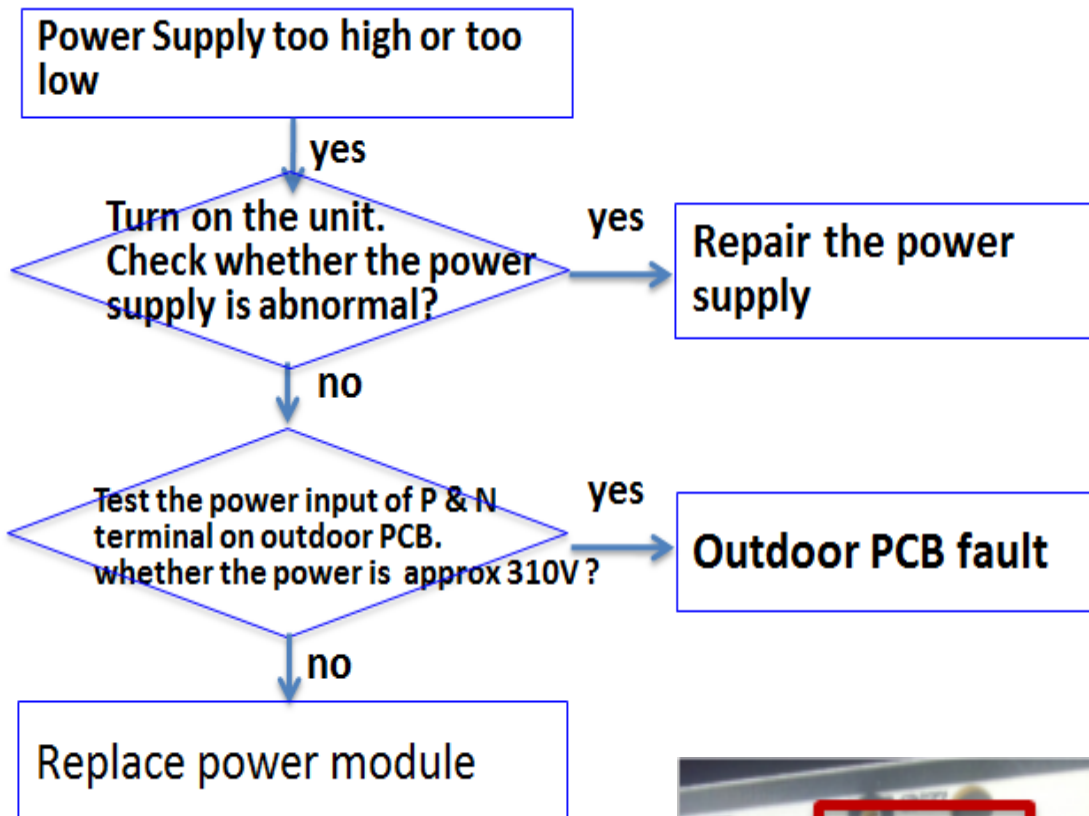 Power Supply too high or too
low
yes
Turn on the unit.
Check whether the power
supply is abnormal?
yes
Repair the power
supply
no
Test the power input of P & N
terminal on outdoor PCB.
whether the power is approx 310V ?
yes
Outdoor PCB fault
no
Replace power module